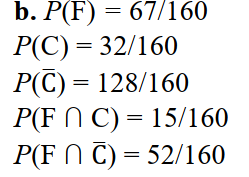 b. P(F) = 67/160
P(C) = 32/160
P(C̅) = 128/160
P(F ∩ C) = 15/160
P(F ∩ C̅) = 52/160